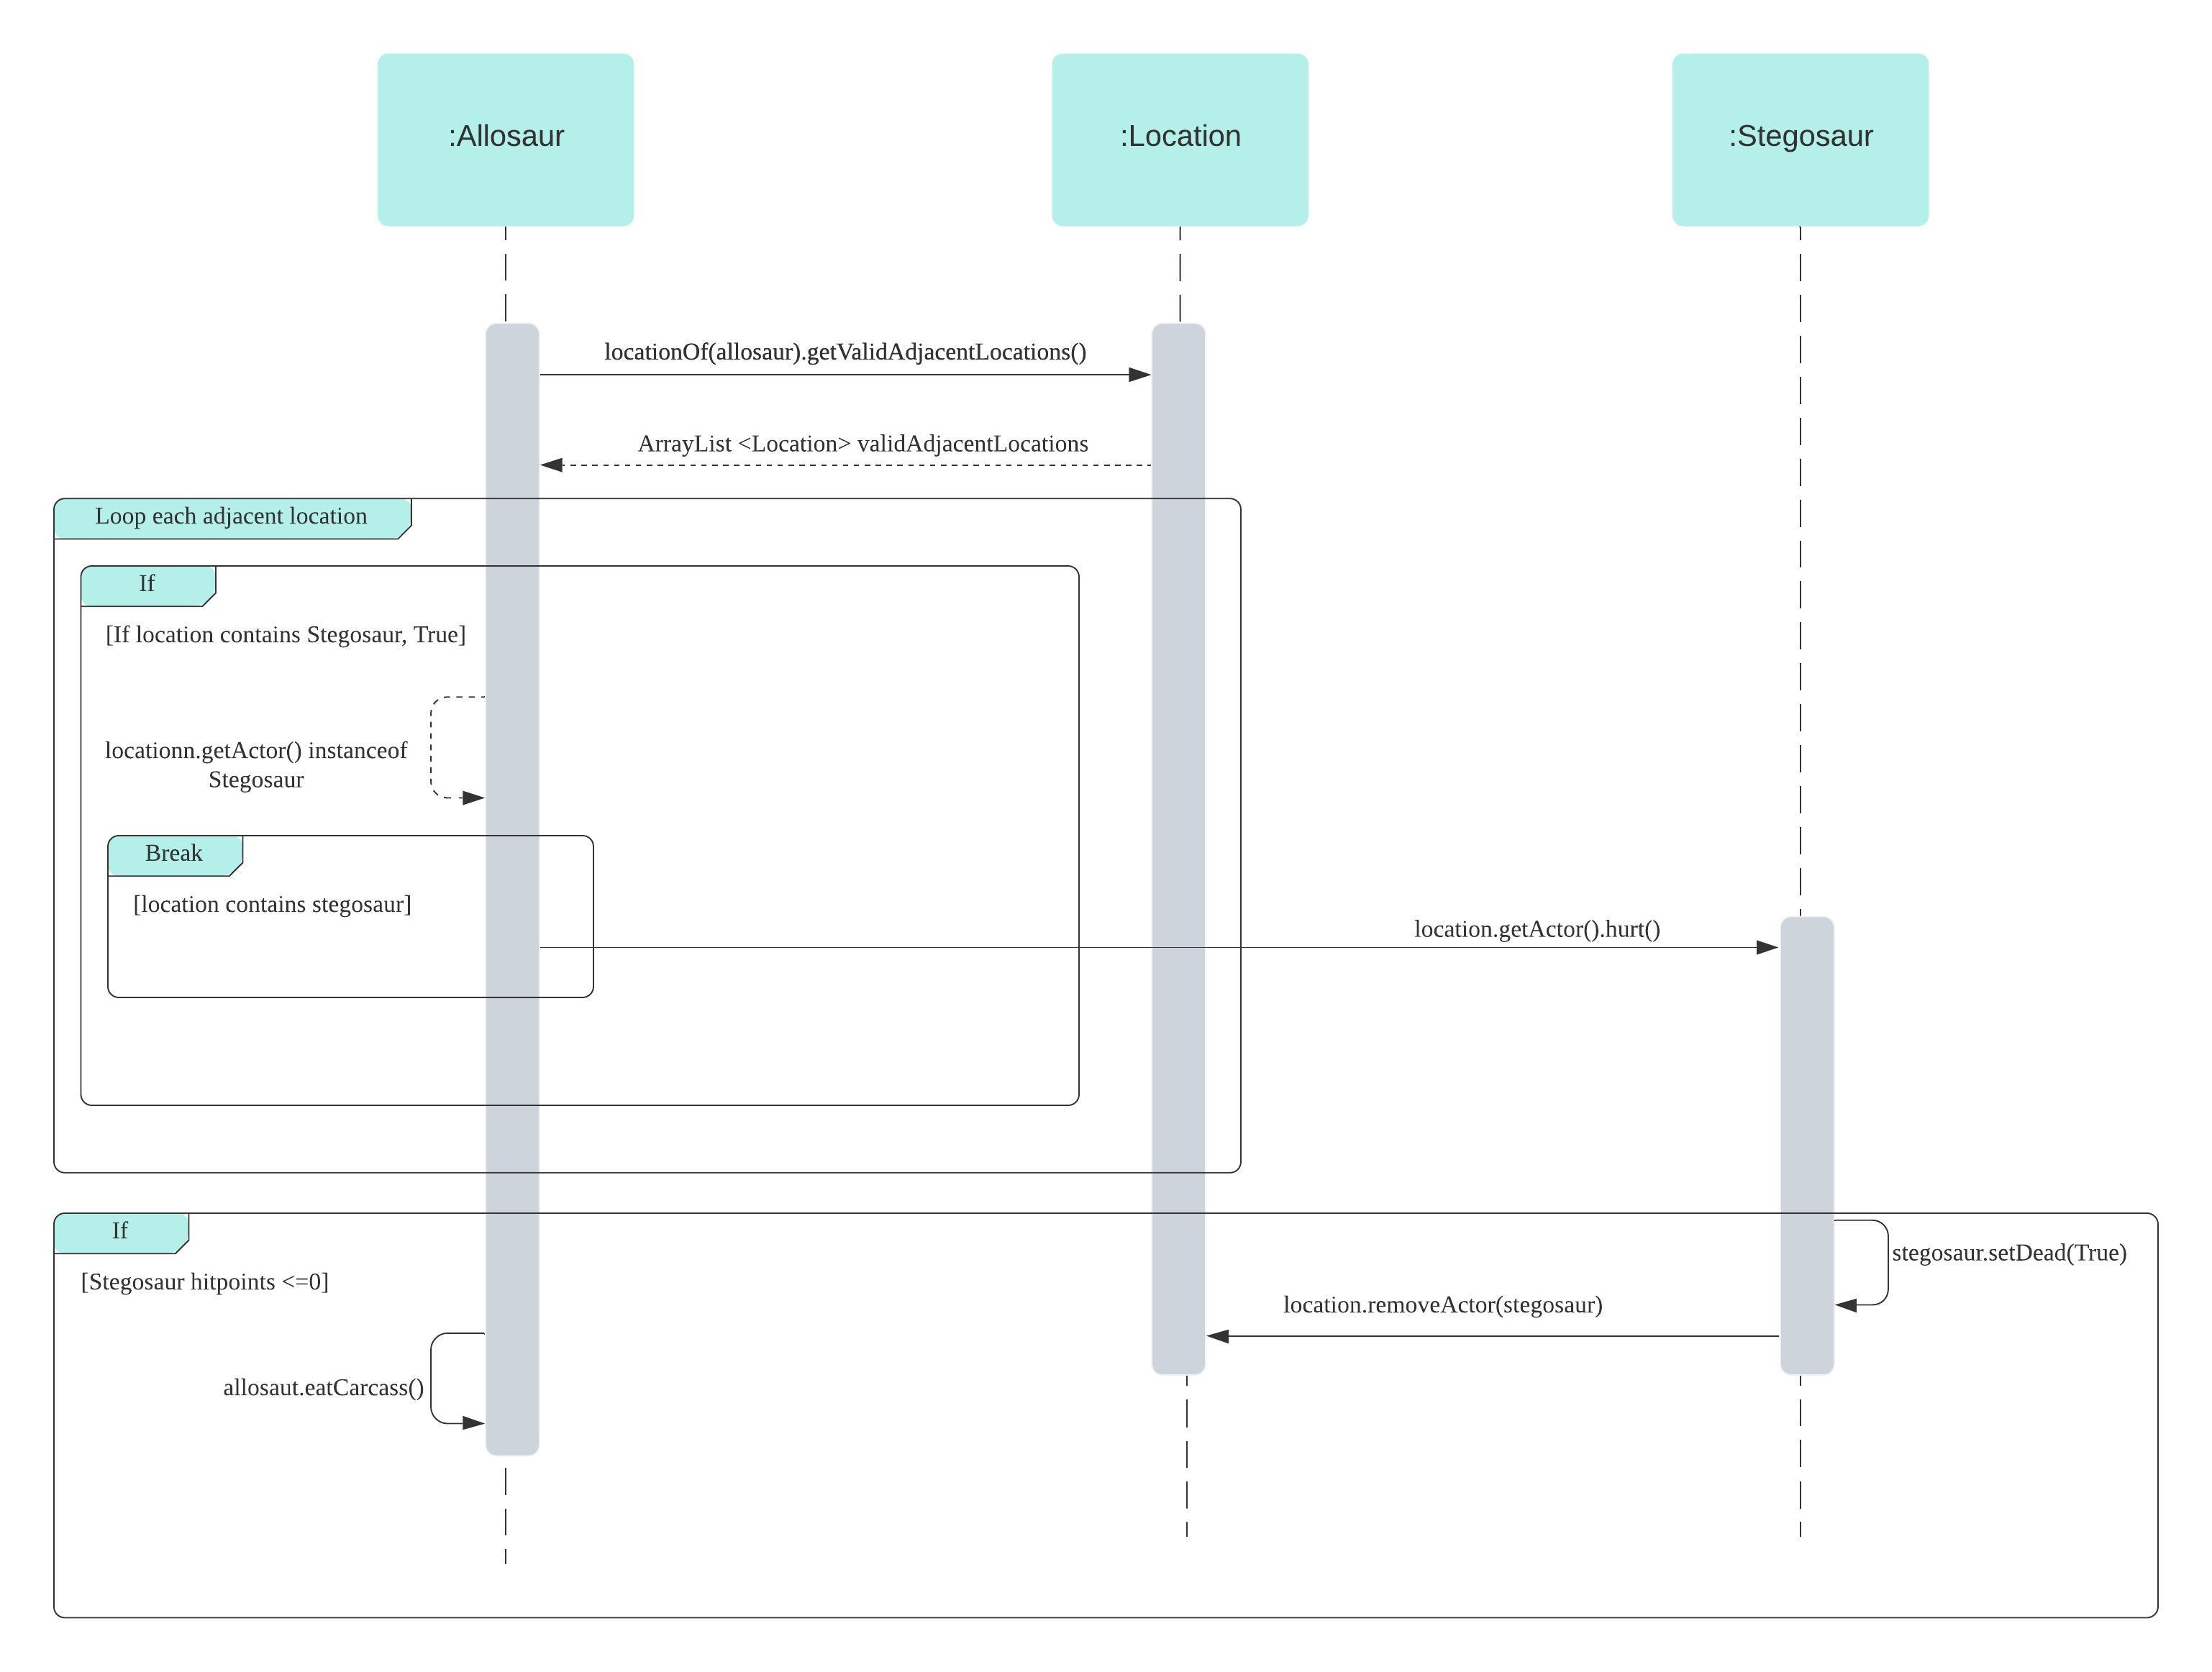 :Allosaur
:Location
:Stegosaur
locationOf(allosaur).getValidAdjacentLocations()
ArrayList <Location> validAdjacentLocations
Loop each adjacent location
If
[If location contains Stegosaur, True]
locationn.getActor() instanceof
Stegosaur
Break
[location contains stegosaur]
location.getActor().hurt()
If
[Stegosaur hitpoints <=0]
stegosaur.setDead(True)
location.removeActor(stegosaur)
allosaut.eatCarcass()